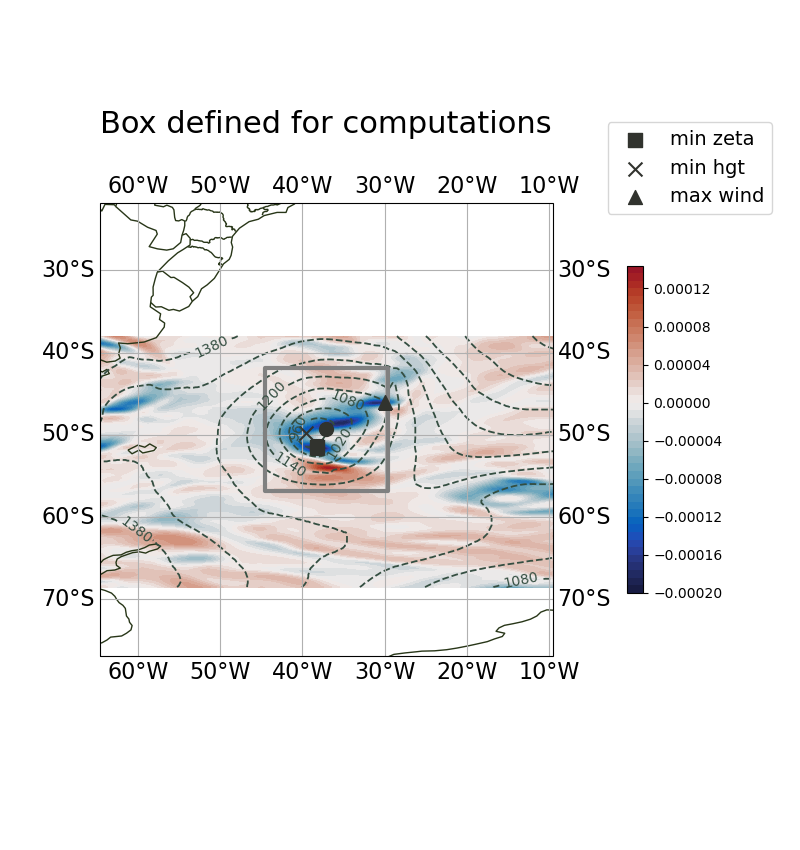 Box defined for computations
min zeta
min hgt
max wind
60°W 50°W 40°W 30°W 20°W 10°W
30°S 30°S
0.00012
0.00008
1380
40°S 40°S
0.00004
1200
1080
0.00000
50°S 50°S
1020
−0.00004
1140
−0.00008
60°S 60°S
1380
−0.00012
−0.00016
1080
70°S 70°S
−0.00020
60°W 50°W 40°W 30°W 20°W 10°W